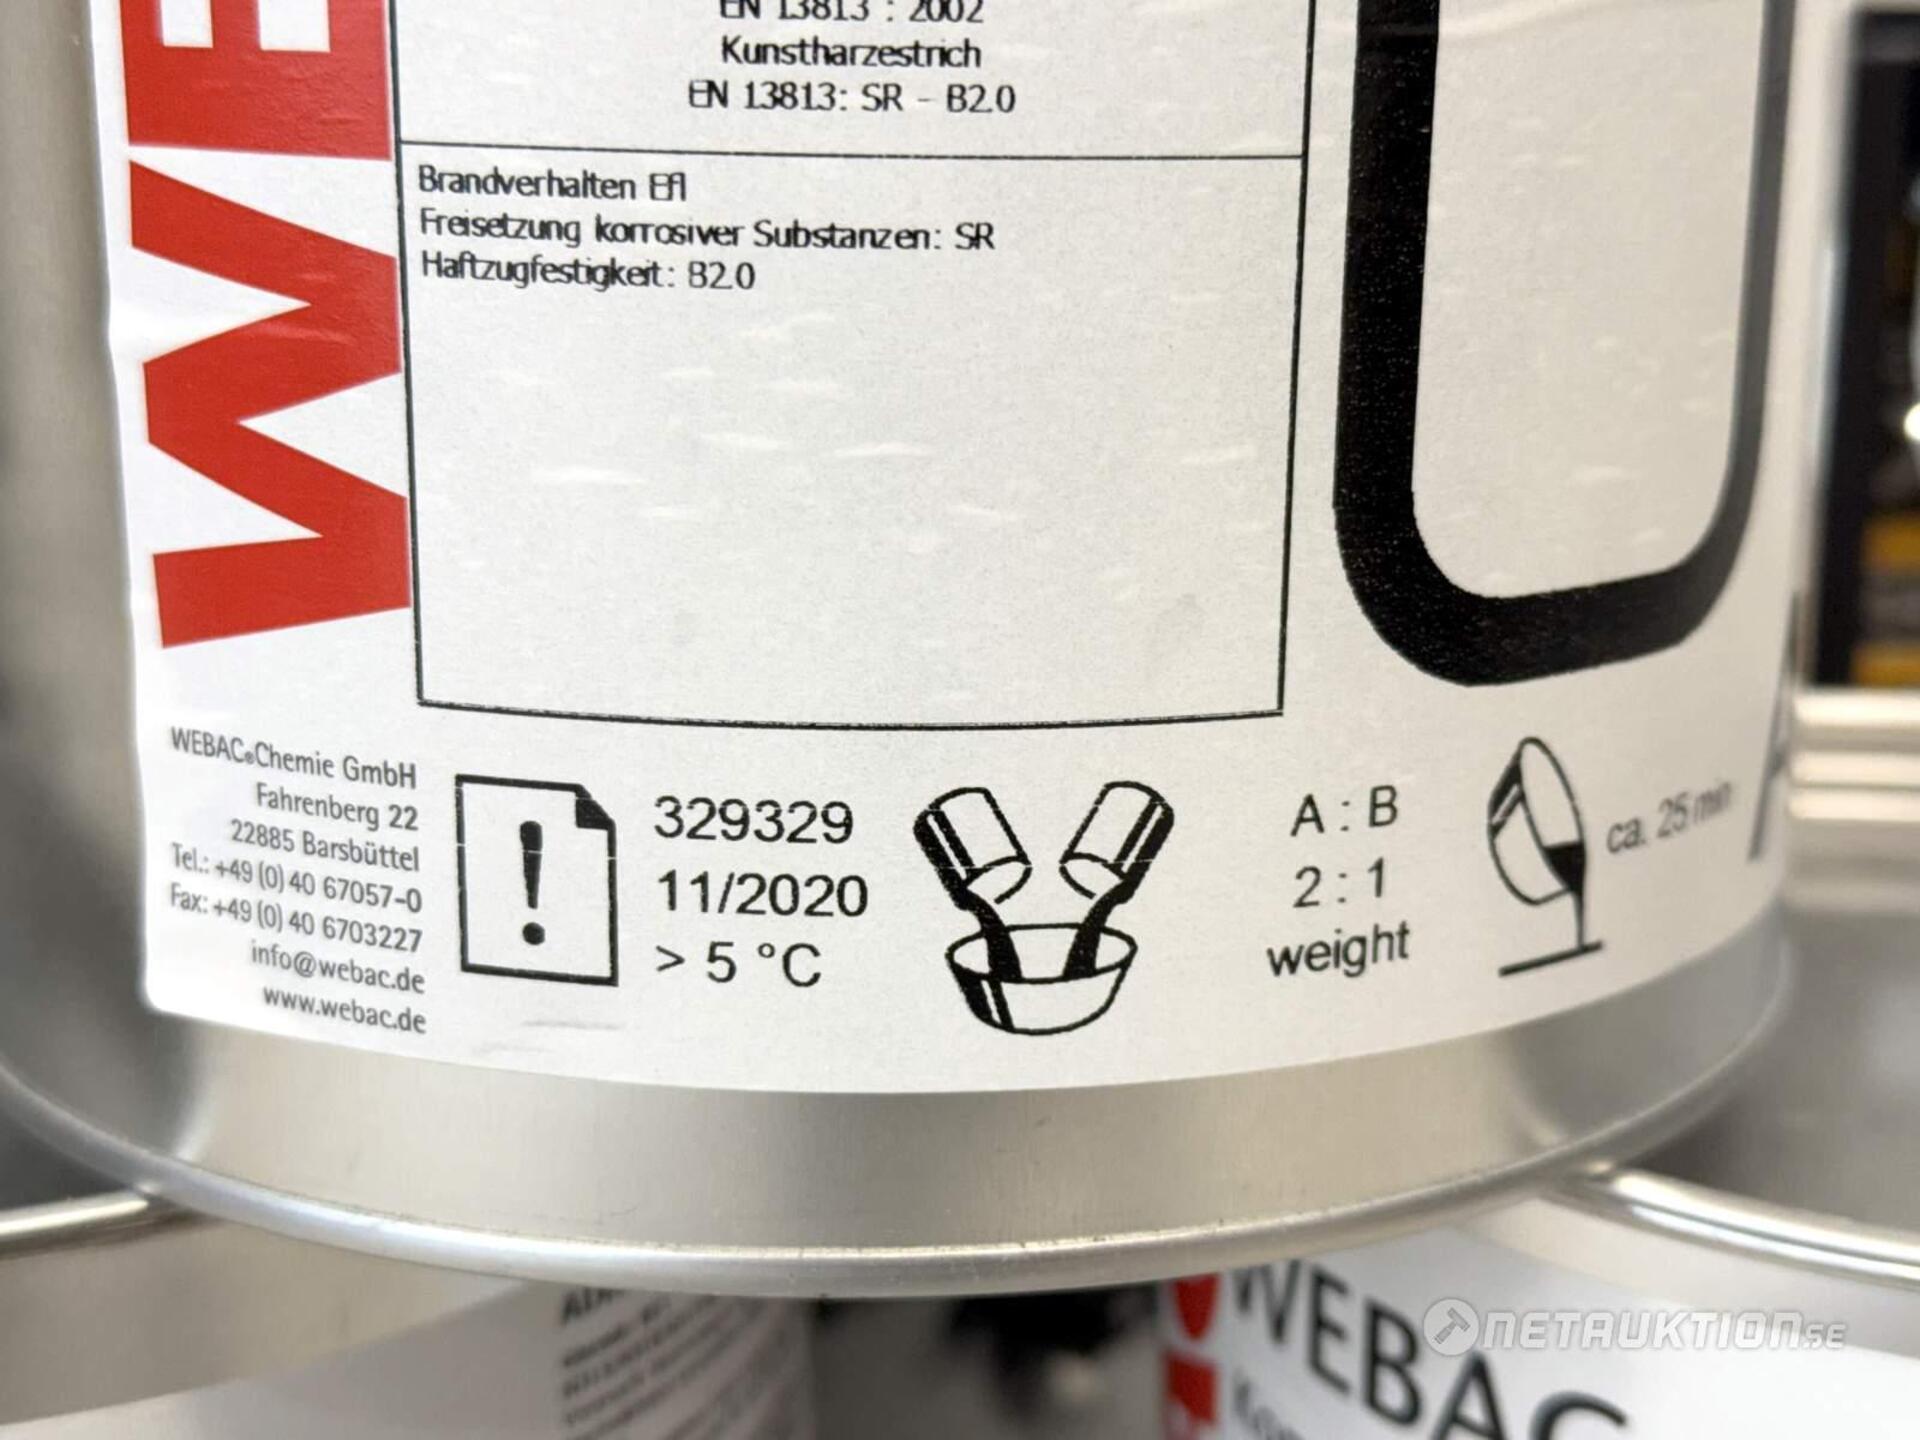 EN 13813 : 2002
Kunstharzestrich
EN 13813: SR - B2.0
Brandverhalten Efl
Freisetzung korrosiver Substanzen: SR
Haftzugfestigkeit: B2.0
WEBAC®Chemie GmbH
Fahrenberg 22
22885 Barsbüttel
Tel.: +49 (0) 40 67057-0
Fax: +49 (0) 40 6703227
info@webac.de
www.webac.de
!
329329
11/2020
> 5 °C
A : B
2 : 1
weight
ca. 25 min
WE
WEBAC
NETAUKTION.SE